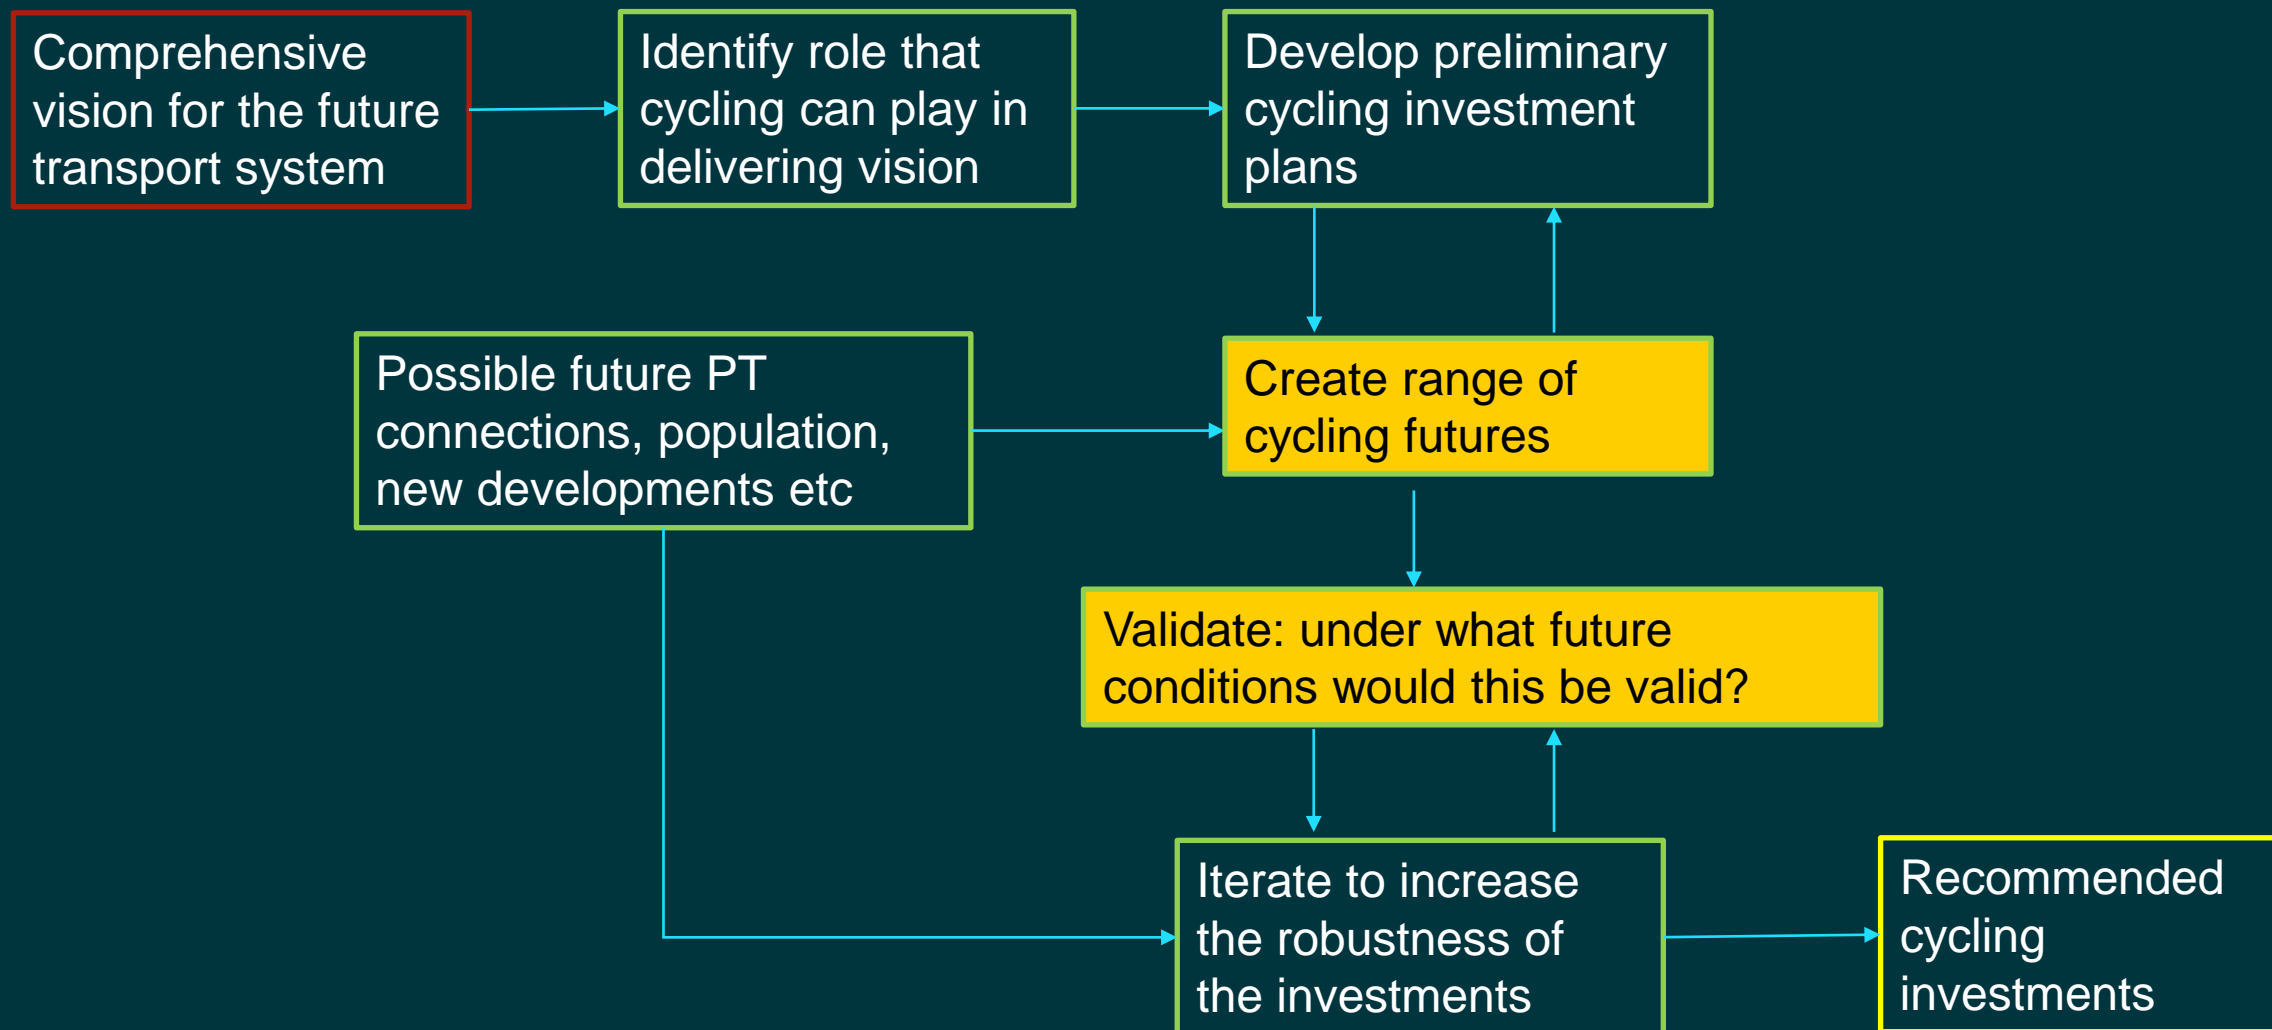 Comprehensive
vision for the future
transport system
Identify role that
cycling can play in
delivering vision
Develop preliminary
cycling investment
plans
Possible future PT
connections, population,
new developments etc
Create range of
cycling futures
Validate: under what future
conditions would this be valid?
Iterate to increase
the robustness of
the investments
Recommended
cycling
investments